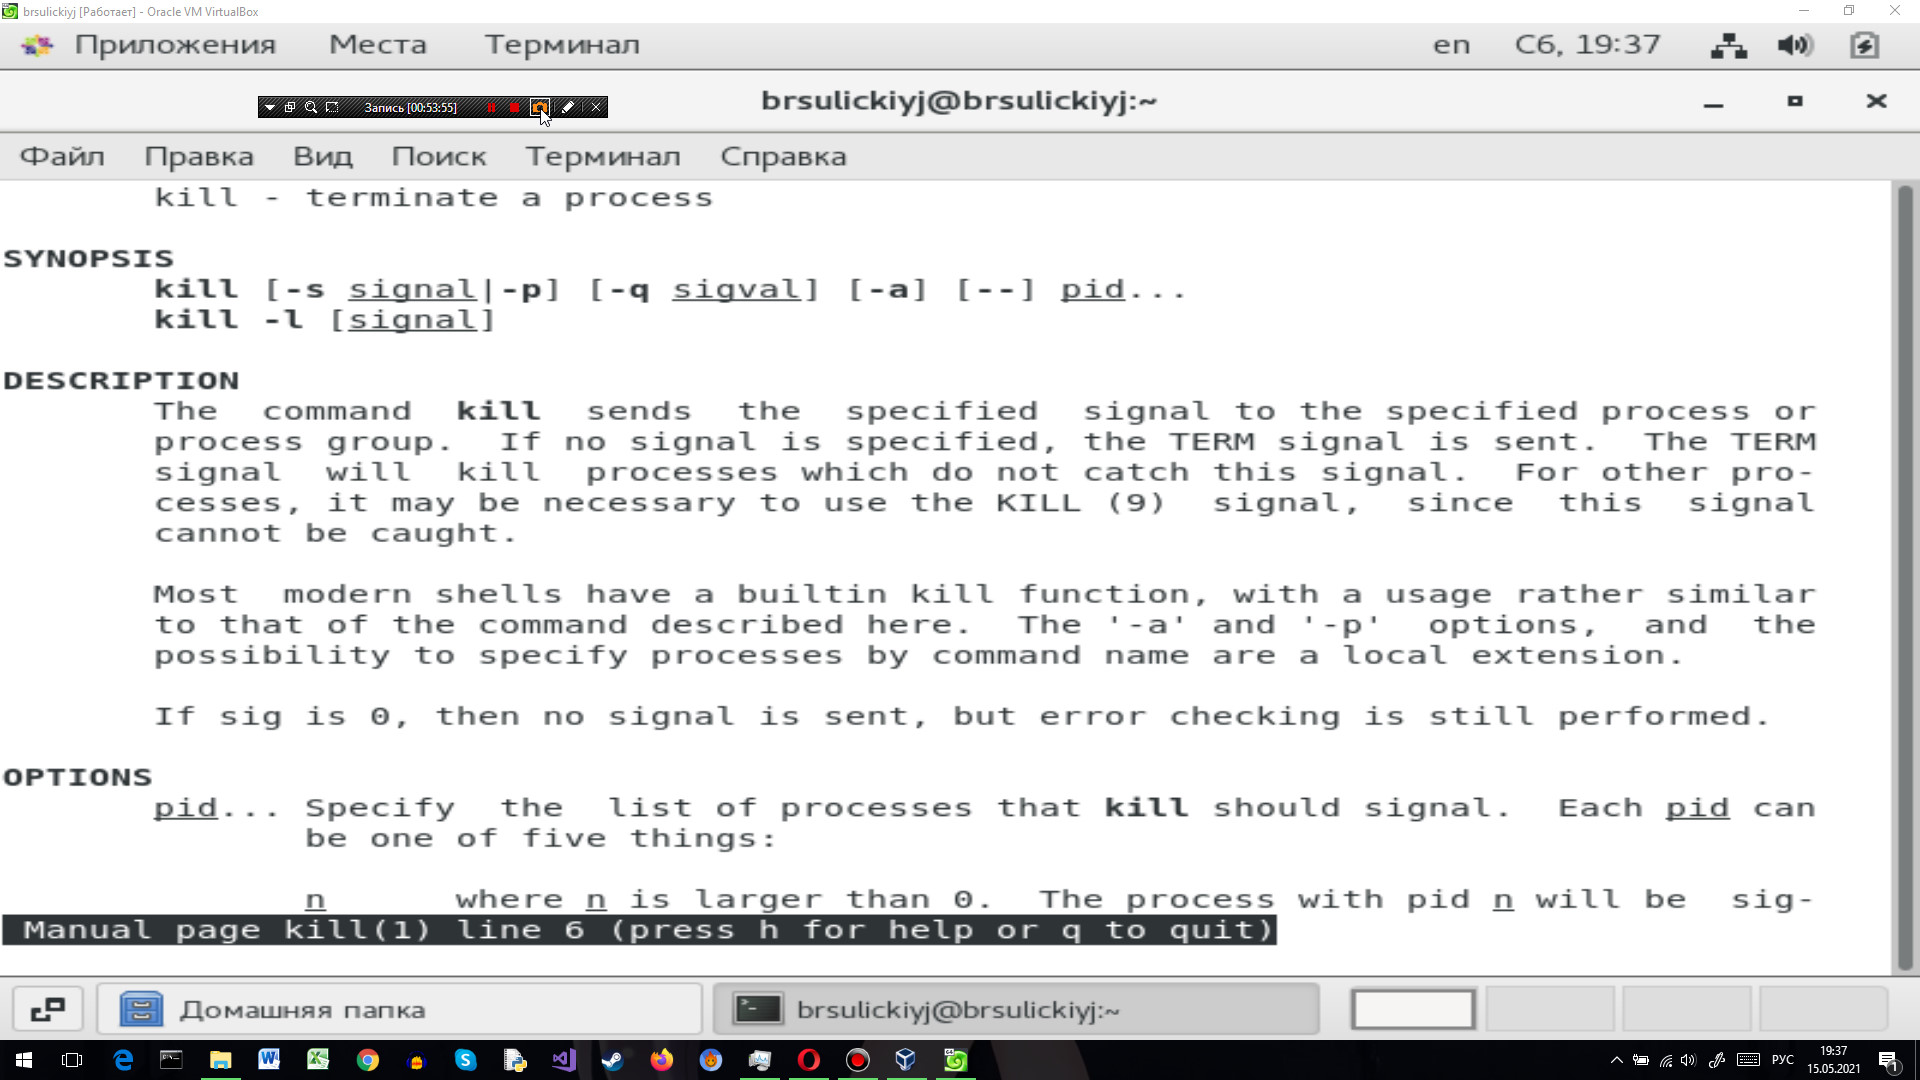 brsulickiyj [Работает] - Oracle VM VirtualBox
Приложения Места Терминал en Сб, 19:37
Запись [00:53:55]
brsulickiyj@brsulickiyj:~
Файл Правка Вид Поиск Терминал Справка
kill - terminate a process
SYNOPSIS
kill [-s signal|-p] [-q sigval] [-a] [--] pid...
kill -l [signal]
DESCRIPTION
The command kill sends the specified signal to the specified process or
process group. If no signal is specified, the TERM signal is sent. The TERM
signal will kill processes which do not catch this signal. For other pro-
cesses, it may be necessary to use the KILL (9) signal, since this signal
cannot be caught.
Most modern shells have a builtin kill function, with a usage rather similar
to that of the command described here. The '-a' and '-p' options, and the
possibility to specify processes by command name are a local extension.
If sig is 0, then no signal is sent, but error checking is still performed.
OPTIONS
pid... Specify the list of processes that kill should signal. Each pid can
be one of five things:
n where n is larger than 0. The process with pid n will be sig-
Manual page kill(1) line 6 (press h for help or q to quit)
Домашняя папка brsulickiyj@brsulickiyj:~
РУС 19:37
15.05.2021
1